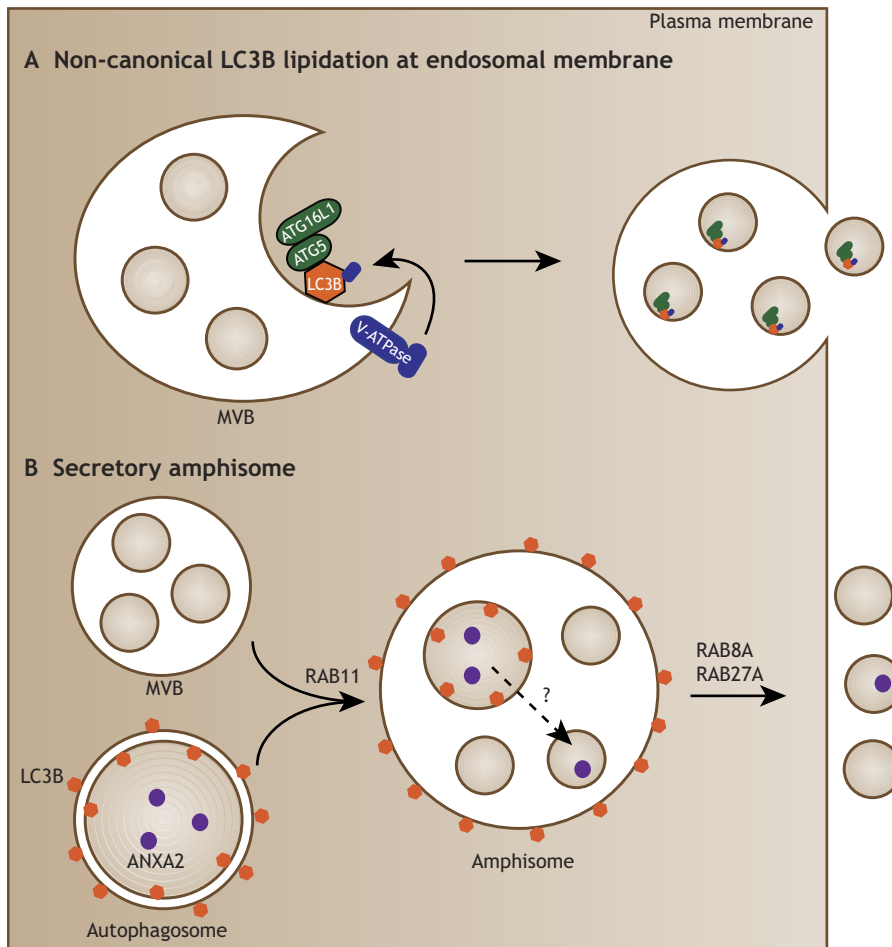 Plasma membrane
A Non-canonical LC3B lipidation at endosomal membrane
ATG16L1
ATG5
LC3B
V-ATPase
MVB
B Secretory amphisome
MVB
RAB11
RAB8A
RAB27A
?
LC3B
ANXA2
Autophagosome
Amphisome